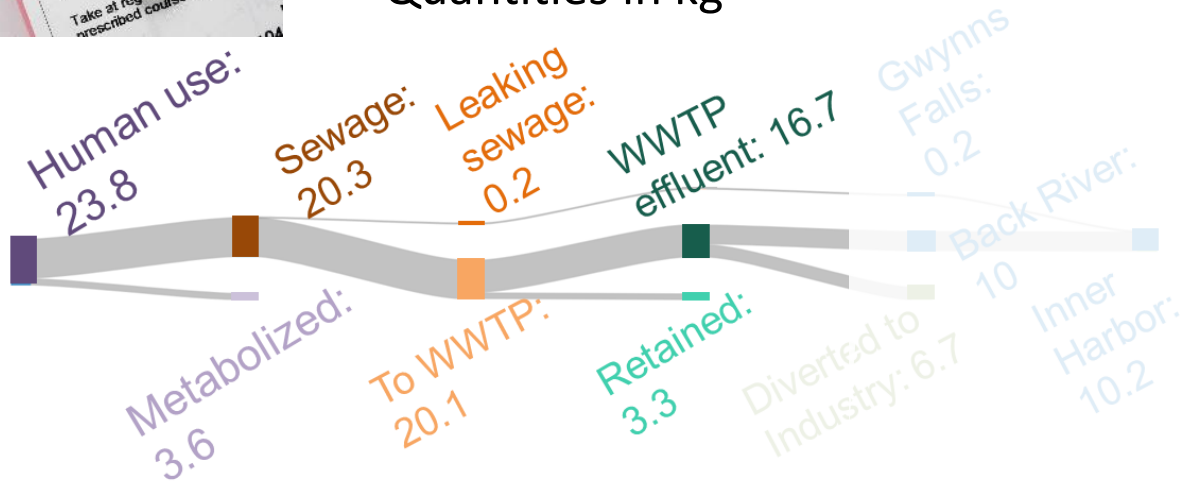 Take at reg
prescribed course
Quantities in kg
Human use:
23.8
Sewage:
20.3
Leaking
sewage:
0.2
WWTP
effluent: 16.7
Gwynns
Falls:
0.2
Back River:
10
Inner
Harbor:
10.2
Metabolized:
3.6
To WWTP:
20.1
Retained:
3.3
Diverted to
Industry: 6.7